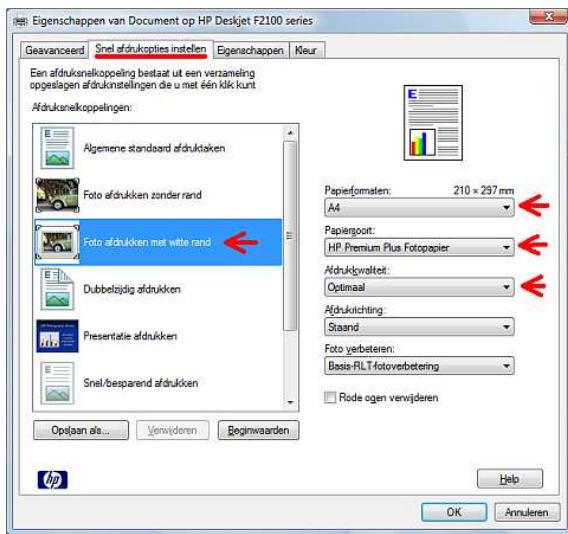 Eigenschappen van Document op HP Deskjet F2100 series
Geavanceerd
Snel afdrukopties instellen
Eigenschappen
Kleur
Een afdruksnelkoppeling bestaat uit een verzameling
opgeslagen afdrukinstellingen die u met één klik kunt
Afdruksnelkoppelingen:
Algemene standaard afdruktaken
Foto afdrukken zonder rand
Foto afdrukken met witte rand
Dubbelzijdig afdrukken
Presentatie afdrukken
Snel/besparend afdrukken
Opslaan als...
Verwijderen
Beginwaarden
E
Papierformaten:
210 × 297 mm
A4
Papiersoort:
HP Premium Plus Fotopapier
Afdrukkwaliteit:
Optimaal
Afdrukrichting:
Staand
Foto verbeteren:
Basis-RLT-fotoverbetering
Rode ogen verwijderen
hp
Help
OK
Annuleren